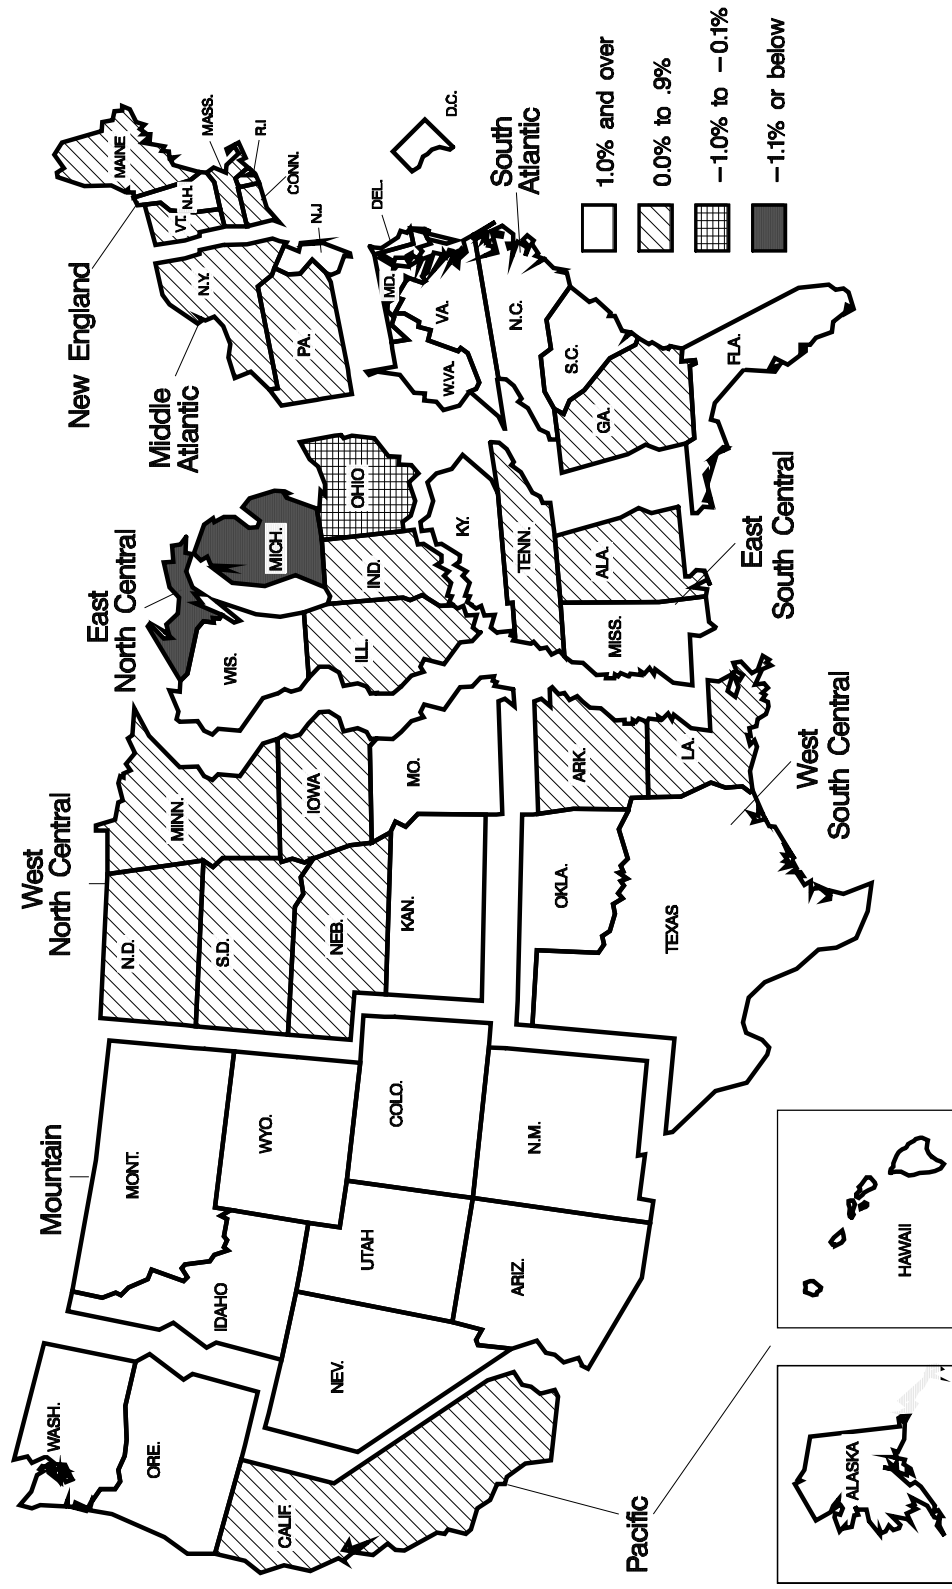 WASH.
ORE.
CALIF.
NEV.
IDAHO
MONT.
WYO.
UTAH
COLO.
ARIZ.
N.M.
N.D.
S.D.
NEB.
KAN.
MINN.
IOWA
MO.
OKLA.
TEXAS
ARK.
LA.
WIS.
ILL.
MICH.
IND.
OHIO
KY.
TENN.
MISS.
ALA.
GA.
FLA.
S.C.
N.C.
VA.
W.VA.
MD.
DEL.
D.C.
PA.
N.J
N.Y.
VT.
N.H.
MAINE
MASS.
R.I
CONN.
ALASKA
HAWAII
Pacific
Mountain
West
North Central
East
North Central
Middle
Atlantic
New England
South
Atlantic
East
South Central
West
South Central
1.0% and over
0.0% to .9%
−1.0% to −0.1%
−1.1% or below